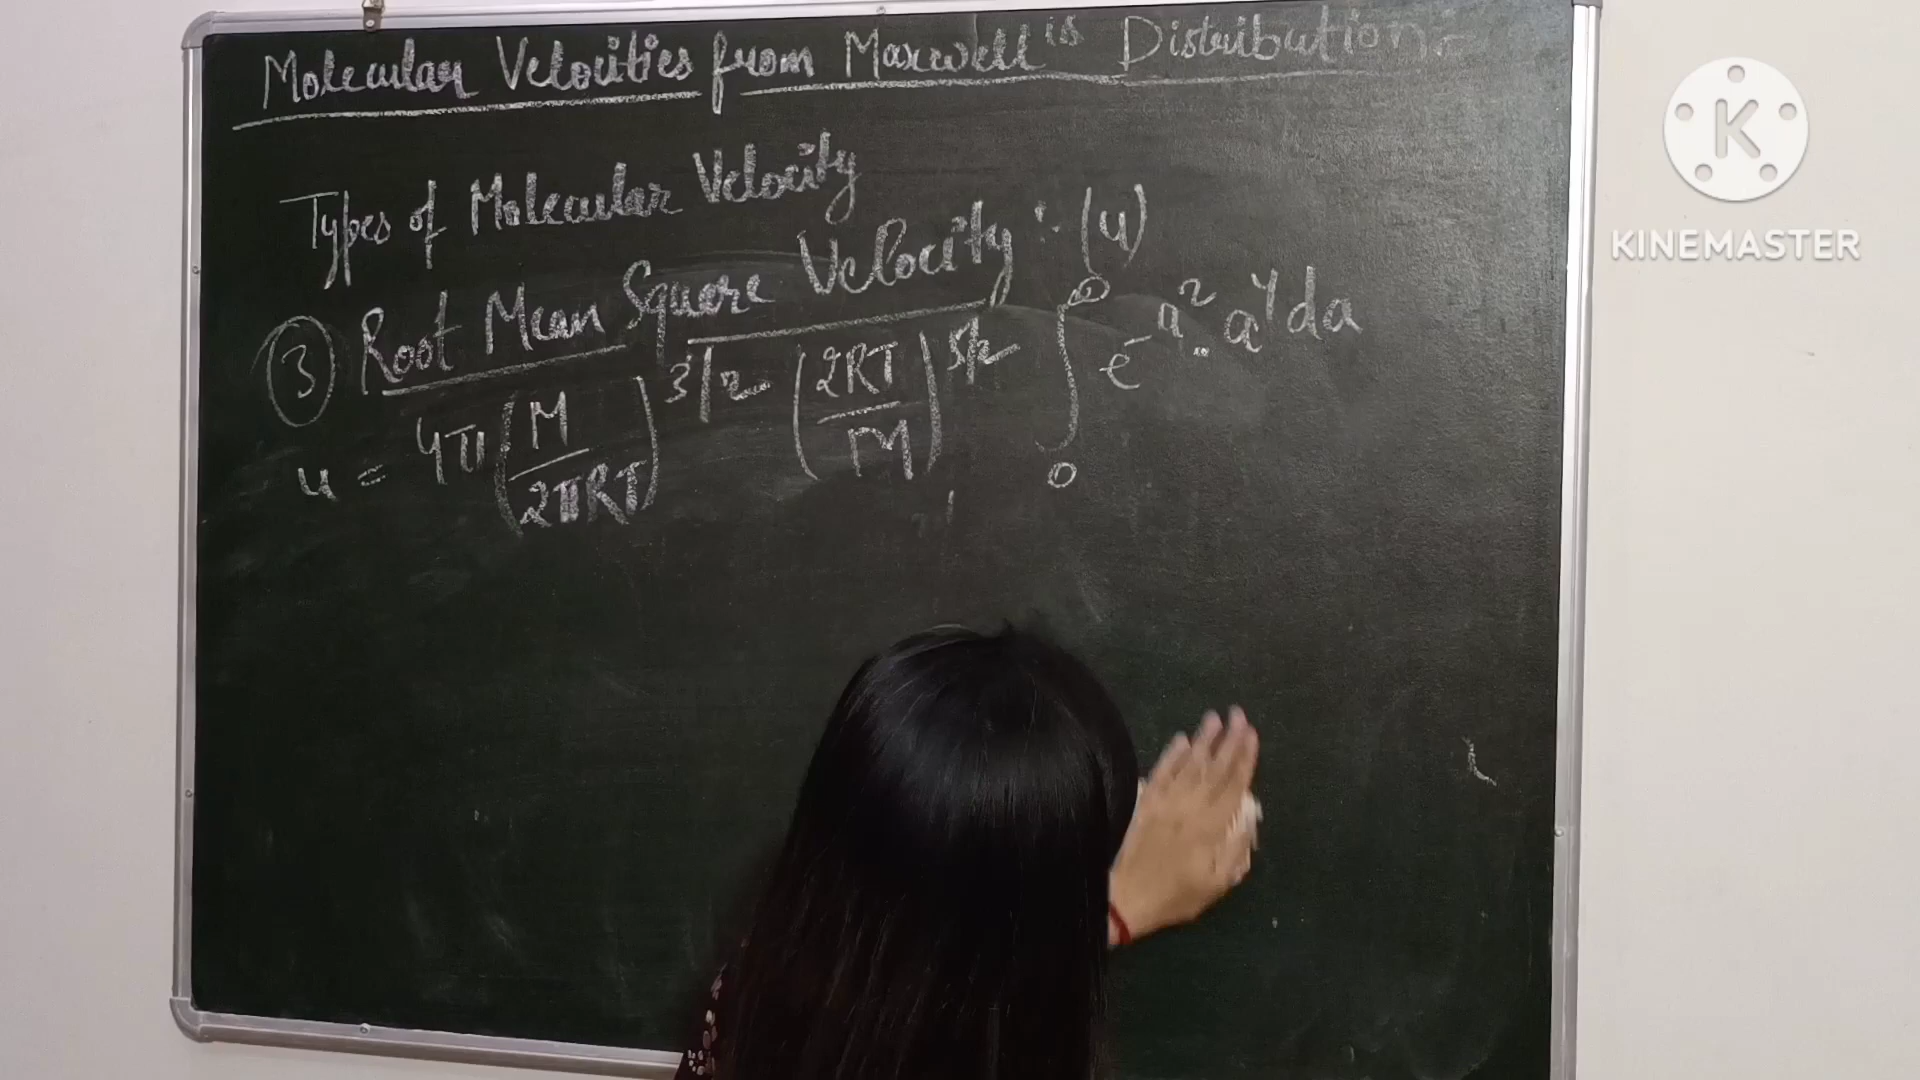 Molecular Velocities from Maxwell's Distribution:-
Types of Molecular Velocity
③ Root Mean Square Velocity :- (u)
u = 4π (M/2πRT)^3/2 (2RT/M)^5/2 ∫₀^∞ e^-a² . a⁴ da
K
KINEMASTER